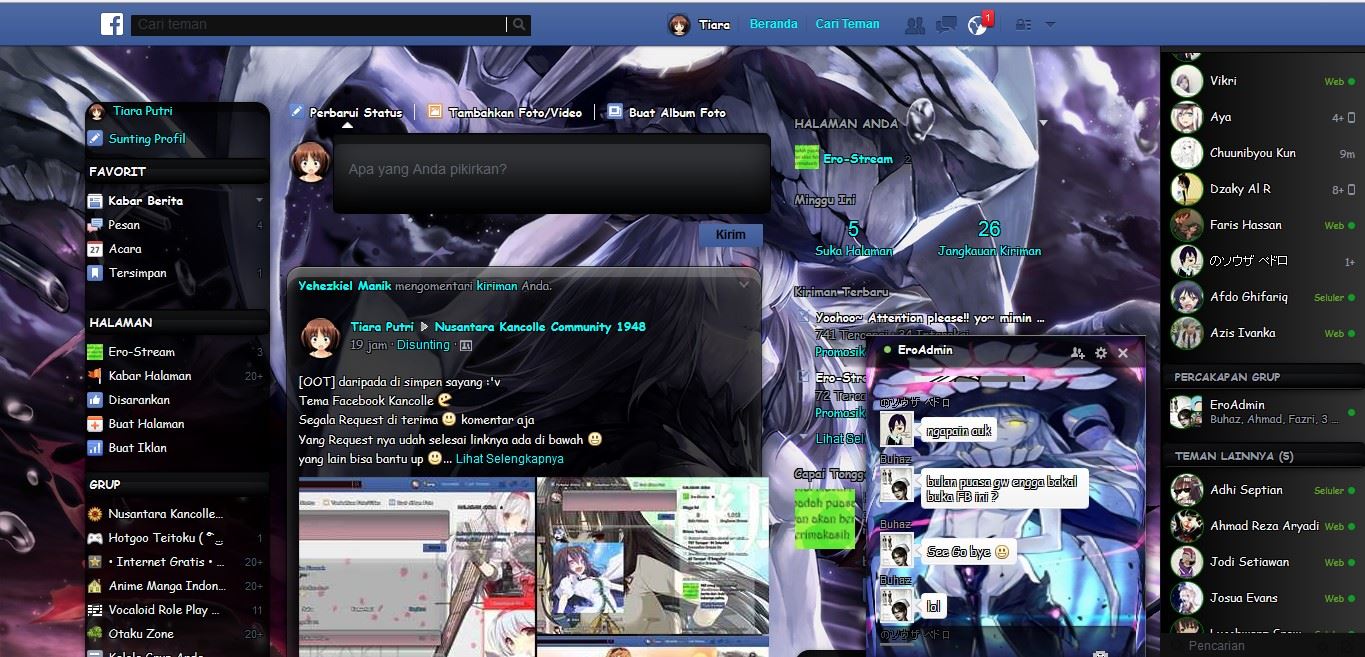 Cari teman
Tiara
Beranda
Cari Teman
1
Tiara Putri
Sunting Profil
FAVORIT
Kabar Berita
Pesan 4
27 Acara
Tersimpan 1
HALAMAN
Ero-Stream 3
Kabar Halaman 20+
Disarankan
Buat Halaman
Buat Iklan
GRUP
Nusantara Kancolle...
Hotgoo Teitoku ( 1
• Internet Gratis • ... 20+
Anime Manga Indon... 20+
Vocaloid Role Play ... 11
Otaku Zone 20+
Kelola Grup Anda
Perbarui Status
Tambahkan Foto/Video
Buat Album Foto
Apa yang Anda pikirkan?
Kirim
Yehezkiel Manik mengomentari kiriman Anda.
Tiara Putri Nusantara Kancolle Community 1948
19 jam · Disunting ·
[OOT] daripada di simpen sayang :'v
Tema Facebook Kancolle
Segala Request di terima komentar aja
Yang Request nya udah selesai linknya ada di bawah
yang lain bisa bantu up ... Lihat Selengkapnya
HALAMAN ANDA
Ero-Stream 2
Minggu Ini
5
Suka Halaman
26
Jangkauan Kiriman
Kiriman Terbaru
Yoohoo~ Attention please!! yo~ mimin ...
741 Tercapai 34 Interaksi
Promosik
Ero-Stre
72 Terca
Promosik
Lihat Sel
Capai Tongg
EroAdmin
のソウザ ペドロ
ngapain auk
Buhaz
bulan puasa gw engga bakal
buka FB ini ?
Buhaz
See Go bye
Buhaz
lol
のソウザ ペドロ
Vikri Web
Aya 4+
Chuunibyou Kun 9m
Dzaky Al R 8+
Faris Hassan Web
のソウザ ペドロ 1+
Afdo Ghifariq Seluler
Azis Ivanka Web
PERCAKAPAN GRUP
EroAdmin
Buhaz, Ahmad, Fazri, 3 ...
TEMAN LAINNYA (5)
Adhi Septian Seluler
Ahmad Reza Aryadi Web
Jodi Setiawan Web
Josua Evans Web
Pencarian